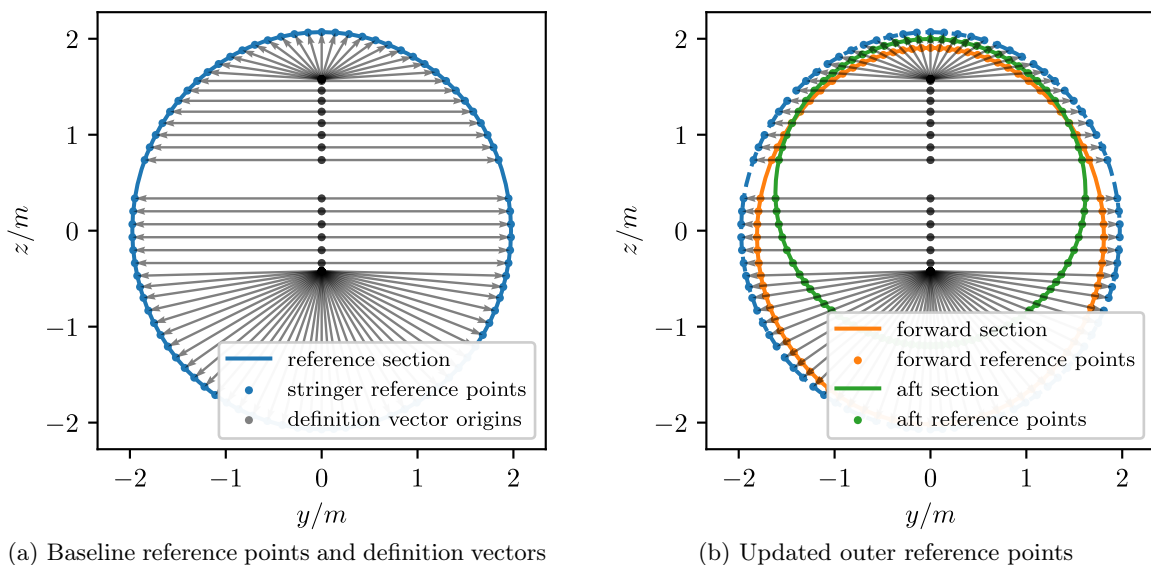 2
1
0
−1
−2
z/m
−2 −1 0 1 2
y/m
reference section
stringer reference points
definition vector origins
(a) Baseline reference points and definition vectors
2
1
0
−1
−2
z/m
−2 −1 0 1 2
y/m
forward section
forward reference points
aft section
aft reference points
(b) Updated outer reference points